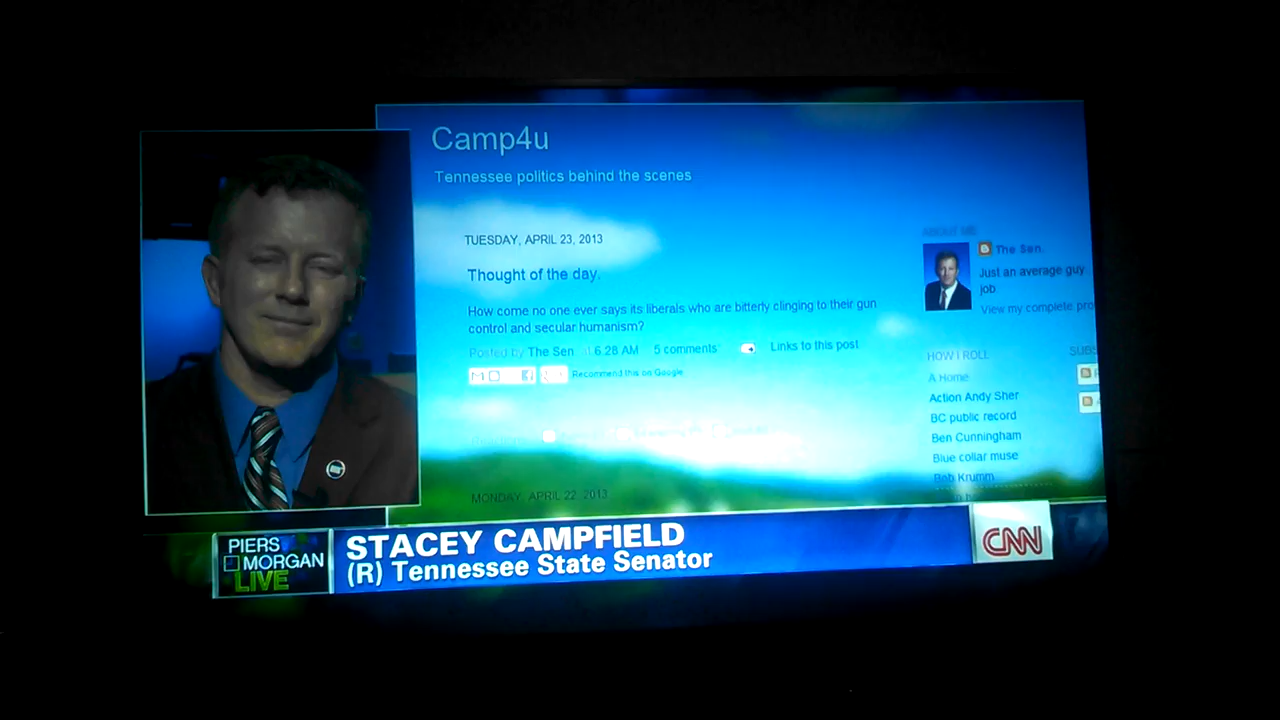 Camp4u
Tennessee politics behind the scenes
TUESDAY, APRIL 23, 2013
Thought of the day.
How come no one ever says its liberals who are bitterly clinging to their gun
control and secular humanism?
Posted by The Sen. at 6:28 AM 5 comments: Links to this post
Recommend this on Google
MONDAY, APRIL 22, 2013
ABOUT ME
The Sen.
Just an average guy
job.
View my complete pro
HOW I ROLL
A Home
Action Andy Sher
BC public record
Ben Cunningham
Blue collar muse
Bob Krumm
SUBS
PIERS
MORGAN
LIVE
STACEY CAMPFIELD
(R) Tennessee State Senator
CNN